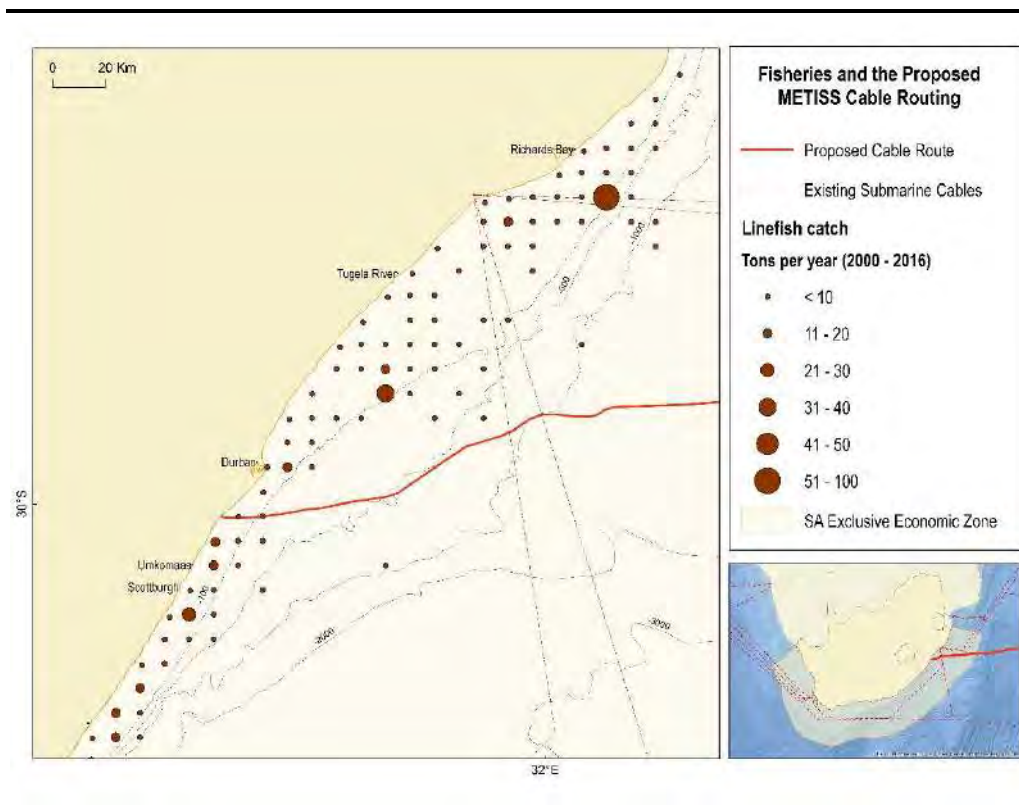 0 20 Km
Richards Bay
Tugela River
Durban
Umkomaas
Scottburgh
-1000
-500
-100
-2000
-3000
30°S
32°E
Fisheries and the Proposed
METISS Cable Routing
Proposed Cable Route
Existing Submarine Cables
Linefish catch
Tons per year (2000 - 2016)
< 10
11 - 20
21 - 30
31 - 40
41 - 50
51 - 100
SA Exclusive Economic Zone